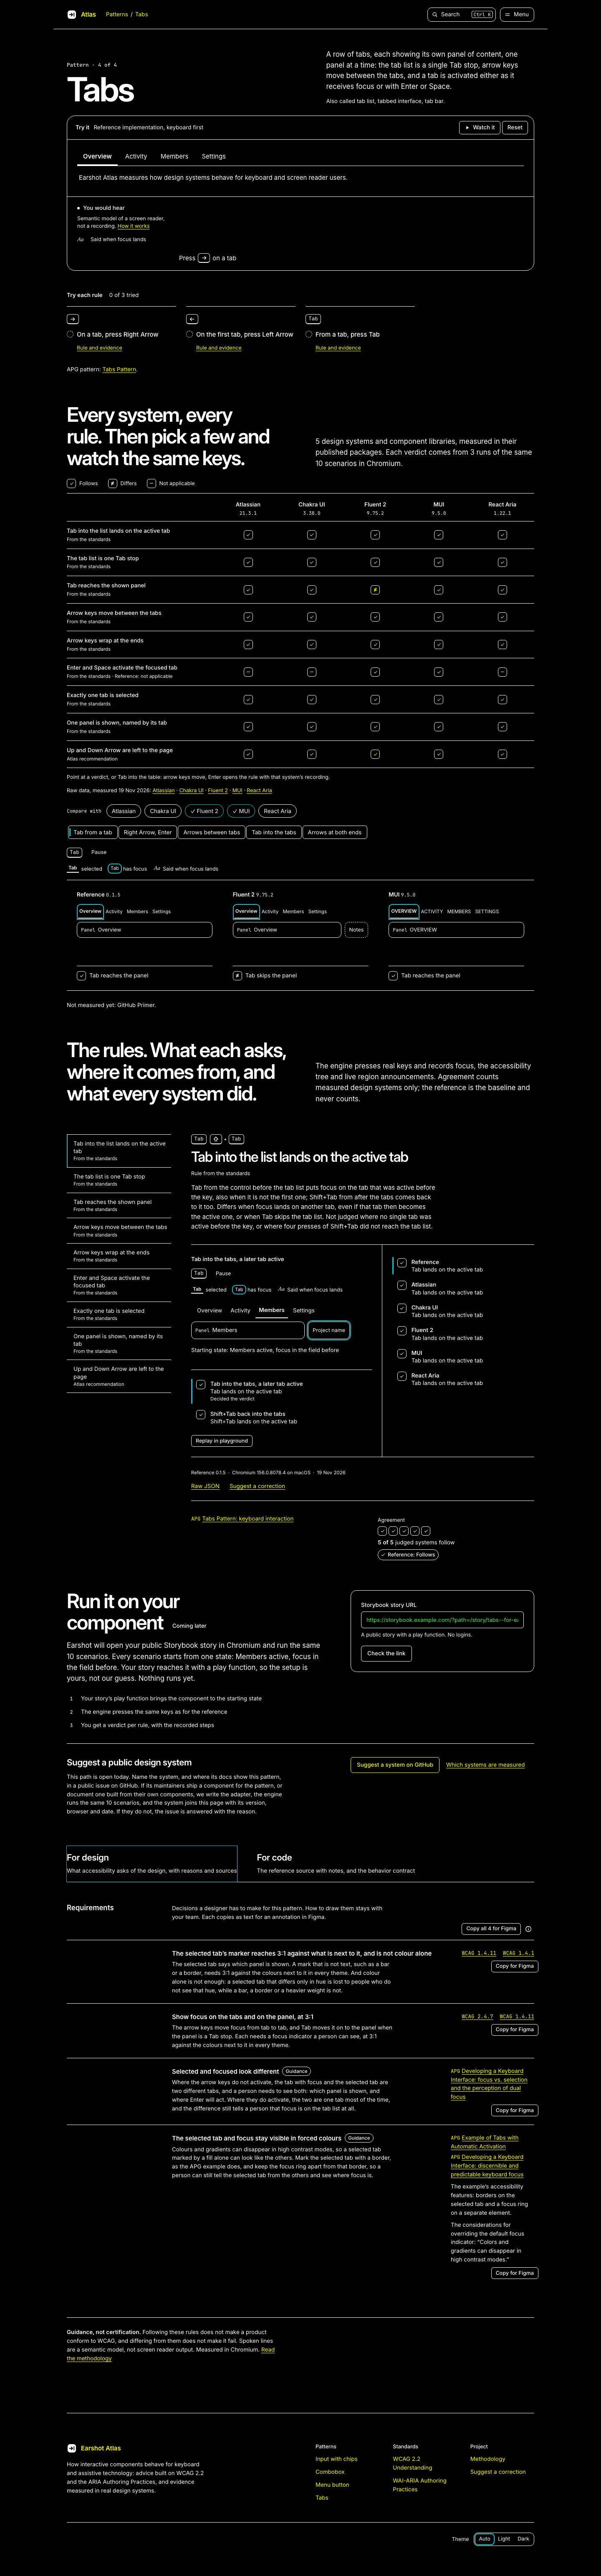 Atlas
Patterns / Tabs
Search Ctrl K
Menu
Pattern · 4 of 4
Tabs
A row of tabs, each showing its own panel of content, one
panel at a time: the tab list is a single Tab stop, arrow keys
move between the tabs, and a tab is activated either as it
receives focus or with Enter or Space.
Also called tab list, tabbed interface, tab bar.
Try it Reference implementation, keyboard first
Watch it
Reset
Overview Activity Members Settings
Earshot Atlas measures how design systems behave for keyboard and screen reader users.
You would hear
Semantic model of a screen reader,
not a recording. How it works
Aa Said when focus lands
Press → on a tab
Try each rule 0 of 3 tried
→
On a tab, press Right Arrow
Rule and evidence
←
On the first tab, press Left Arrow
Rule and evidence
Tab
From a tab, press Tab
Rule and evidence
APG pattern: Tabs Pattern.
Every system, every
rule. Then pick a few and
watch the same keys.
5 design systems and component libraries, measured in their
published packages. Each verdict comes from 3 runs of the same
10 scenarios in Chromium.
✓ Follows ≠ Differs – Not applicable
Atlassian Chakra UI Fluent 2 MUI React Aria
21.3.1 3.38.0 9.75.2 9.5.0 1.22.1
Tab into the list lands on the active tab
From the standards
The tab list is one Tab stop
From the standards
Tab reaches the shown panel
From the standards
Arrow keys move between the tabs
From the standards
Arrow keys wrap at the ends
From the standards
Enter and Space activate the focused tab
From the standards · Reference: not applicable
Exactly one tab is selected
From the standards
One panel is shown, named by its tab
From the standards
Up and Down Arrow are left to the page
Atlas recommendation
Point at a verdict, or Tab into the table: arrow keys move, Enter opens the rule with that system's recording.
Raw data, measured 19 Nov 2026: Atlassian · Chakra UI · Fluent 2 · MUI · React Aria
Compare with Atlassian Chakra UI ✓ Fluent 2 ✓ MUI React Aria
Tab from a tab Right Arrow, Enter Arrows between tabs Tab into the tabs Arrows at both ends
Tab Pause
Tab selected Tab has focus Aa Said when focus lands
Reference 0.1.5
Overview Activity Members Settings
Panel Overview
✓ Tab reaches the panel
Fluent 2 9.75.2
Overview Activity Members Settings
Panel Overview Notes
≠ Tab skips the panel
MUI 9.5.0
OVERVIEW ACTIVITY MEMBERS SETTINGS
Panel OVERVIEW
✓ Tab reaches the panel
Not measured yet: GitHub Primer.
The rules. What each asks,
where it comes from, and
what every system did.
The engine presses real keys and records focus, the accessibility
tree and live region announcements. Agreement counts
measured design systems only; the reference is the baseline and
never counts.
Tab into the list lands on the active
tab
From the standards
The tab list is one Tab stop
From the standards
Tab reaches the shown panel
From the standards
Arrow keys move between the tabs
From the standards
Arrow keys wrap at the ends
From the standards
Enter and Space activate the
focused tab
From the standards
Exactly one tab is selected
From the standards
One panel is shown, named by its
tab
From the standards
Up and Down Arrow are left to the
page
Atlas recommendation
Tab ⇧ + Tab
Tab into the list lands on the active tab
Rule from the standards
Tab from the control before the tab list puts focus on the tab that was active before
the key, also when it is not the first one; Shift+Tab from after the tabs comes back
to it. Differs when focus lands on another tab, even if that tab then becomes
the active one, or when Tab skips the tab list. Not judged where no single tab was
active before the key, or where four presses of Shift+Tab did not reach the tab list.
Tab into the tabs, a later tab active
Tab Pause
Tab selected Tab has focus Aa Said when focus lands
Overview Activity Members Settings
Panel Members Project name
Starting state: Members active, focus in the field before
✓ Tab into the tabs, a later tab active
Tab lands on the active tab
Decided the verdict
✓ Shift+Tab back into the tabs
Shift+Tab lands on the active tab
Replay in playground
✓ Reference
Tab lands on the active tab
✓ Atlassian
Tab lands on the active tab
✓ Chakra UI
Tab lands on the active tab
✓ Fluent 2
Tab lands on the active tab
✓ MUI
Tab lands on the active tab
✓ React Aria
Tab lands on the active tab
Reference 0.1.5 · Chromium 156.0.8078.4 on macOS · 19 Nov 2026
Raw JSON Suggest a correction
APG Tabs Pattern: keyboard interaction
Agreement
5 of 5 judged systems follow
✓ Reference: Follows
Run it on your
component Coming later
Earshot will open your public Storybook story in Chromium and run the same
10 scenarios. Every scenario starts from one state: Members active, focus in
the field before. Your story reaches it with a play function, so the setup is
yours, not our guess. Nothing runs yet.
1 Your story's play function brings the component to the starting state
2 The engine presses the same keys as for the reference
3 You get a verdict per rule, with the recorded steps
Storybook story URL
https://storybook.example.com/?path=/story/tabs--for-ea
A public story with a play function. No logins.
Check the link
Suggest a public design system
This path is open today. Name the system, and where its docs show this pattern,
in a public issue on GitHub. If its maintainers ship a component for the pattern, or
document one built from their own components, we write the adapter, the engine
runs the same 10 scenarios, and the system joins this page with its version,
browser and date. If they do not, the issue is answered with the reason.
Suggest a system on GitHub
Which systems are measured
For design
What accessibility asks of the design, with reasons and sources
For code
The reference source with notes, and the behavior contract
Requirements
Decisions a designer has to make for this pattern. How to draw them stays with
your team. Each copies as text for an annotation in Figma.
Copy all 4 for Figma
The selected tab's marker reaches 3:1 against what is next to it, and is not colour alone
The selected tab says which panel is shown. A mark that is not text, such as a bar
or a border, needs 3:1 against the colours next to it in every theme. And colour
alone is not enough: a selected tab that differs only in hue is lost to people who do
not see that hue, while a bar, a border or a heavier weight is not.
WCAG 1.4.11 WCAG 1.4.1
Copy for Figma
Show focus on the tabs and on the panel, at 3:1
The arrow keys move focus from tab to tab, and Tab moves it on to the panel when
the panel is a Tab stop. Each needs a focus indicator a person can see, at 3:1
against the colours next to it in every theme.
WCAG 2.4.7 WCAG 1.4.11
Copy for Figma
Selected and focused look different Guidance
Where the arrow keys do not activate, the tab with focus and the selected tab are
two different tabs, and a person needs to see both: which panel is shown, and
where Enter will act. Where they do activate, the two are one tab most of the time,
and the difference still tells a person that focus is on the tab list at all.
APG Developing a Keyboard
Interface: focus vs. selection
and the perception of dual
focus
Copy for Figma
The selected tab and focus stay visible in forced colours Guidance
Colours and gradients can disappear in high contrast modes, so a selected tab
marked by a fill alone can look like the others. Mark the selected tab with a border,
as the APG example does, and keep the focus ring apart from that border, so a
person can still tell the selected tab from the others and see where focus is.
APG Example of Tabs with
Automatic Activation
APG Developing a Keyboard
Interface: discernible and
predictable keyboard focus
The example's accessibility
features: borders on the
selected tab and a focus ring
on a separate element.
The considerations for
overriding the default focus
indicator: "Colors and
gradients can disappear in
high contrast modes."
Copy for Figma
Guidance, not certification. Following these rules does not make a product
conform to WCAG, and differing from them does not make it fail. Spoken lines
are a semantic model, not screen reader output. Measured in Chromium. Read
the methodology
Earshot Atlas
How interactive components behave for keyboard
and assistive technology: advice built on WCAG 2.2
and the ARIA Authoring Practices, and evidence
measured in real design systems.
Patterns
Input with chips
Combobox
Menu button
Tabs
Standards
WCAG 2.2
Understanding
WAI-ARIA Authoring
Practices
Project
Methodology
Suggest a correction
Theme Auto Light Dark